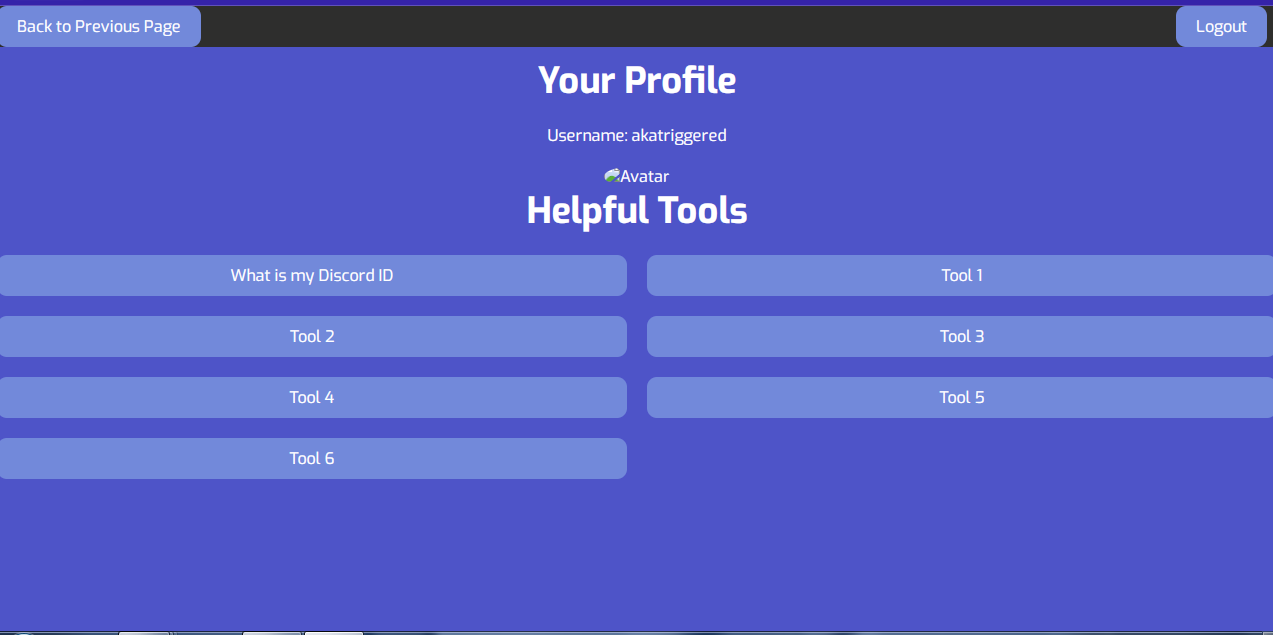 Back to Previous Page Logout
Your Profile
Username: akatriggered
Avatar
Helpful Tools
What is my Discord ID Tool 1
Tool 2 Tool 3
Tool 4 Tool 5
Tool 6